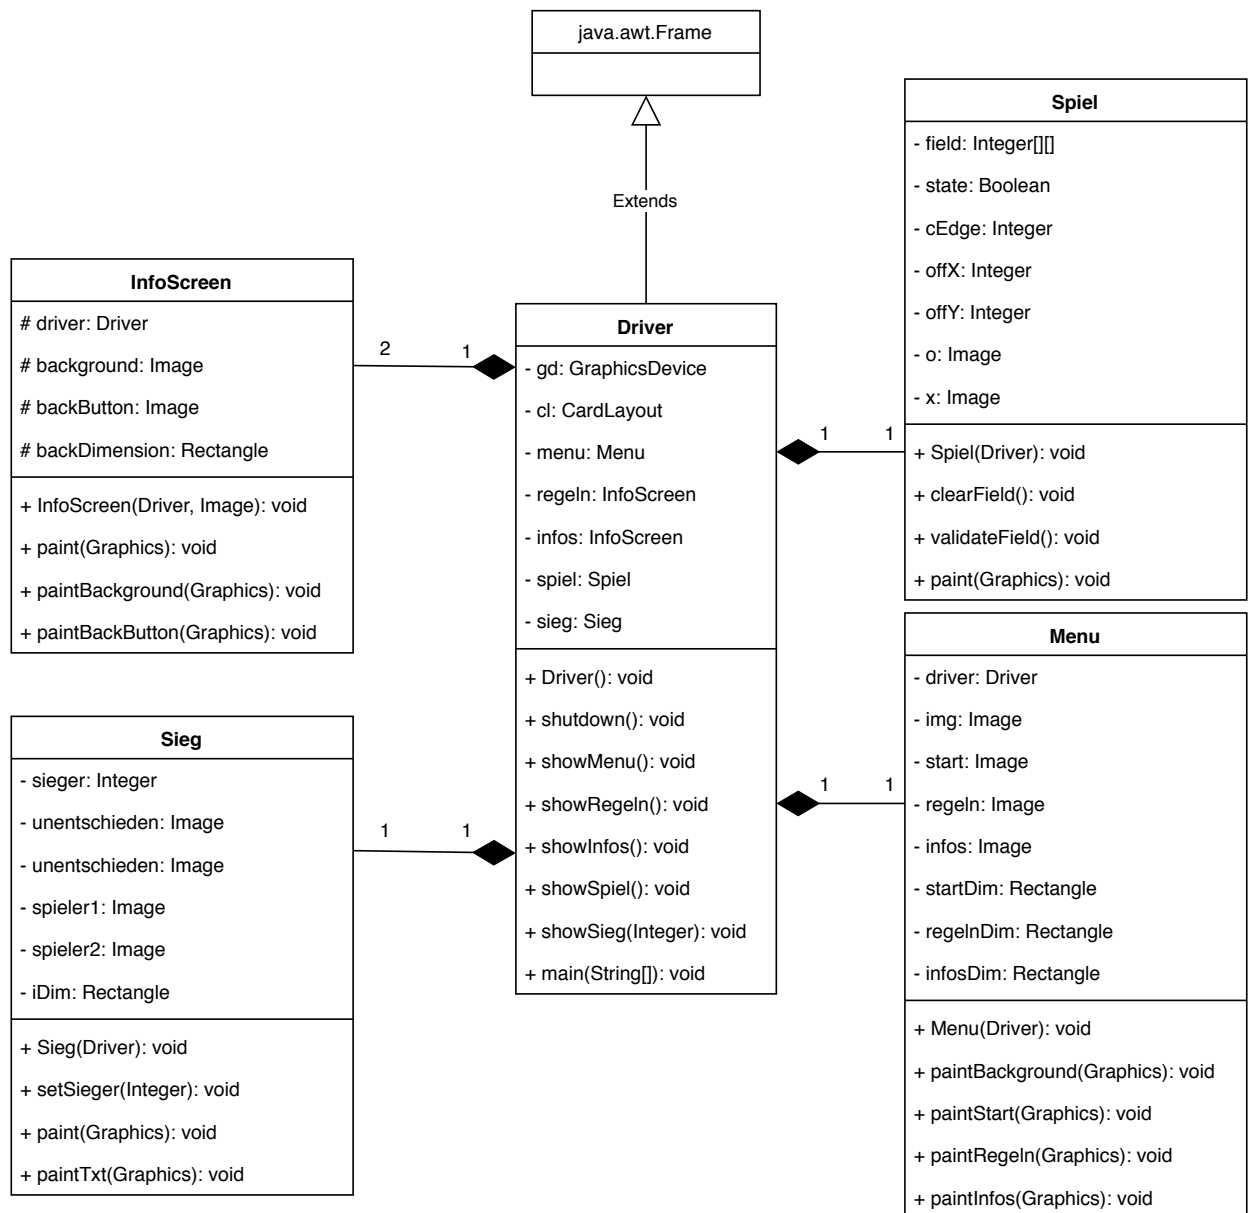 java.awt.Frame
Extends
InfoScreen
# driver: Driver
# background: Image
# backButton: Image
# backDimension: Rectangle
+ InfoScreen(Driver, Image): void
+ paint(Graphics): void
+ paintBackground(Graphics): void
+ paintBackButton(Graphics): void
2
1
Sieg
- sieger: Integer
- unentschieden: Image
- unentschieden: Image
- spieler1: Image
- spieler2: Image
- iDim: Rectangle
+ Sieg(Driver): void
+ setSieger(Integer): void
+ paint(Graphics): void
+ paintTxt(Graphics): void
1
1
Driver
- gd: GraphicsDevice
- cl: CardLayout
- menu: Menu
- regeln: InfoScreen
- infos: InfoScreen
- spiel: Spiel
- sieg: Sieg
+ Driver(): void
+ shutdown(): void
+ showMenu(): void
+ showRegeln(): void
+ showInfos(): void
+ showSpiel(): void
+ showSieg(Integer): void
+ main(String[]): void
1
1
Spiel
- field: Integer[][]
- state: Boolean
- cEdge: Integer
- offX: Integer
- offY: Integer
- o: Image
- x: Image
+ Spiel(Driver): void
+ clearField(): void
+ validateField(): void
+ paint(Graphics): void
1
1
Menu
- driver: Driver
- img: Image
- start: Image
- regeln: Image
- infos: Image
- startDim: Rectangle
- regelnDim: Rectangle
- infosDim: Rectangle
+ Menu(Driver): void
+ paintBackground(Graphics): void
+ paintStart(Graphics): void
+ paintRegeln(Graphics): void
+ paintInfos(Graphics): void